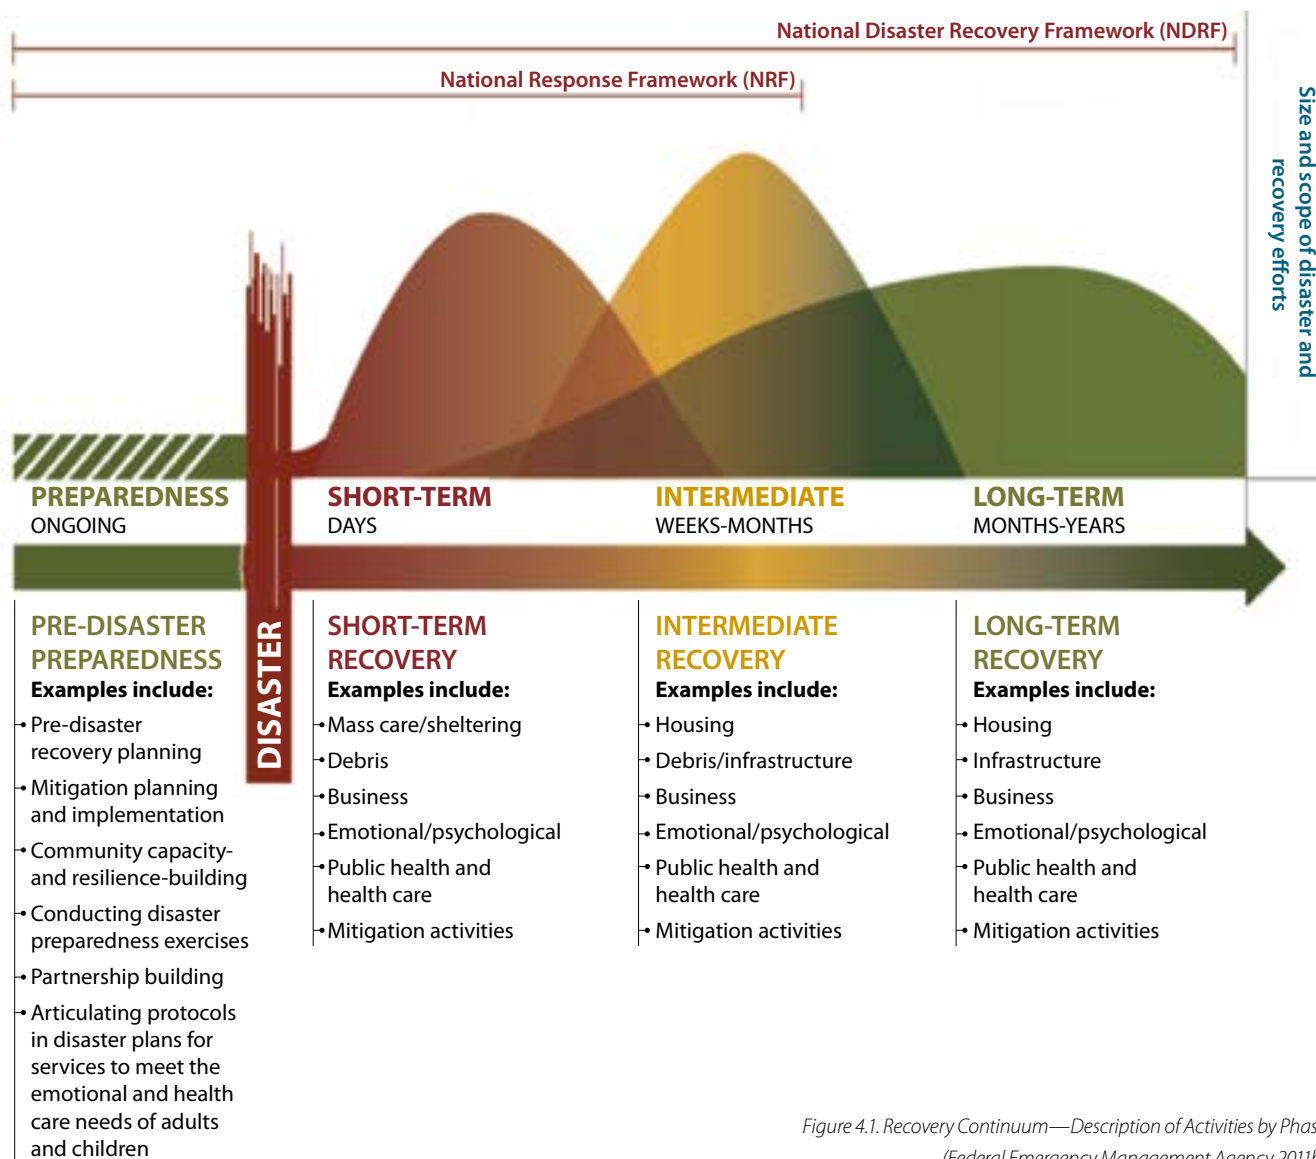 National Disaster Recovery Framework (NDRF)
National Response Framework (NRF)
Size and scope of disaster and
recovery efforts
PREPAREDNESS
ONGOING
SHORT-TERM
DAYS
INTERMEDIATE
WEEKS-MONTHS
LONG-TERM
MONTHS-YEARS
DISASTER
PRE-DISASTER
PREPAREDNESS
Examples include:
• Pre-disaster
recovery planning
• Mitigation planning
and implementation
• Community capacity-
and resilience-building
• Conducting disaster
preparedness exercises
• Partnership building
• Articulating protocols
in disaster plans for
services to meet the
emotional and health
care needs of adults
and children
SHORT-TERM
RECOVERY
Examples include:
• Mass care/sheltering
• Debris
• Business
• Emotional/psychological
• Public health and
health care
• Mitigation activities
INTERMEDIATE
RECOVERY
Examples include:
• Housing
• Debris/infrastructure
• Business
• Emotional/psychological
• Public health and
health care
• Mitigation activities
LONG-TERM
RECOVERY
Examples include:
• Housing
• Infrastructure
• Business
• Emotional/psychological
• Public health and
health care
• Mitigation activities
Figure 4.1. Recovery Continuum—Description of Activities by Phas
(Federal Emergency Management Agency 2011